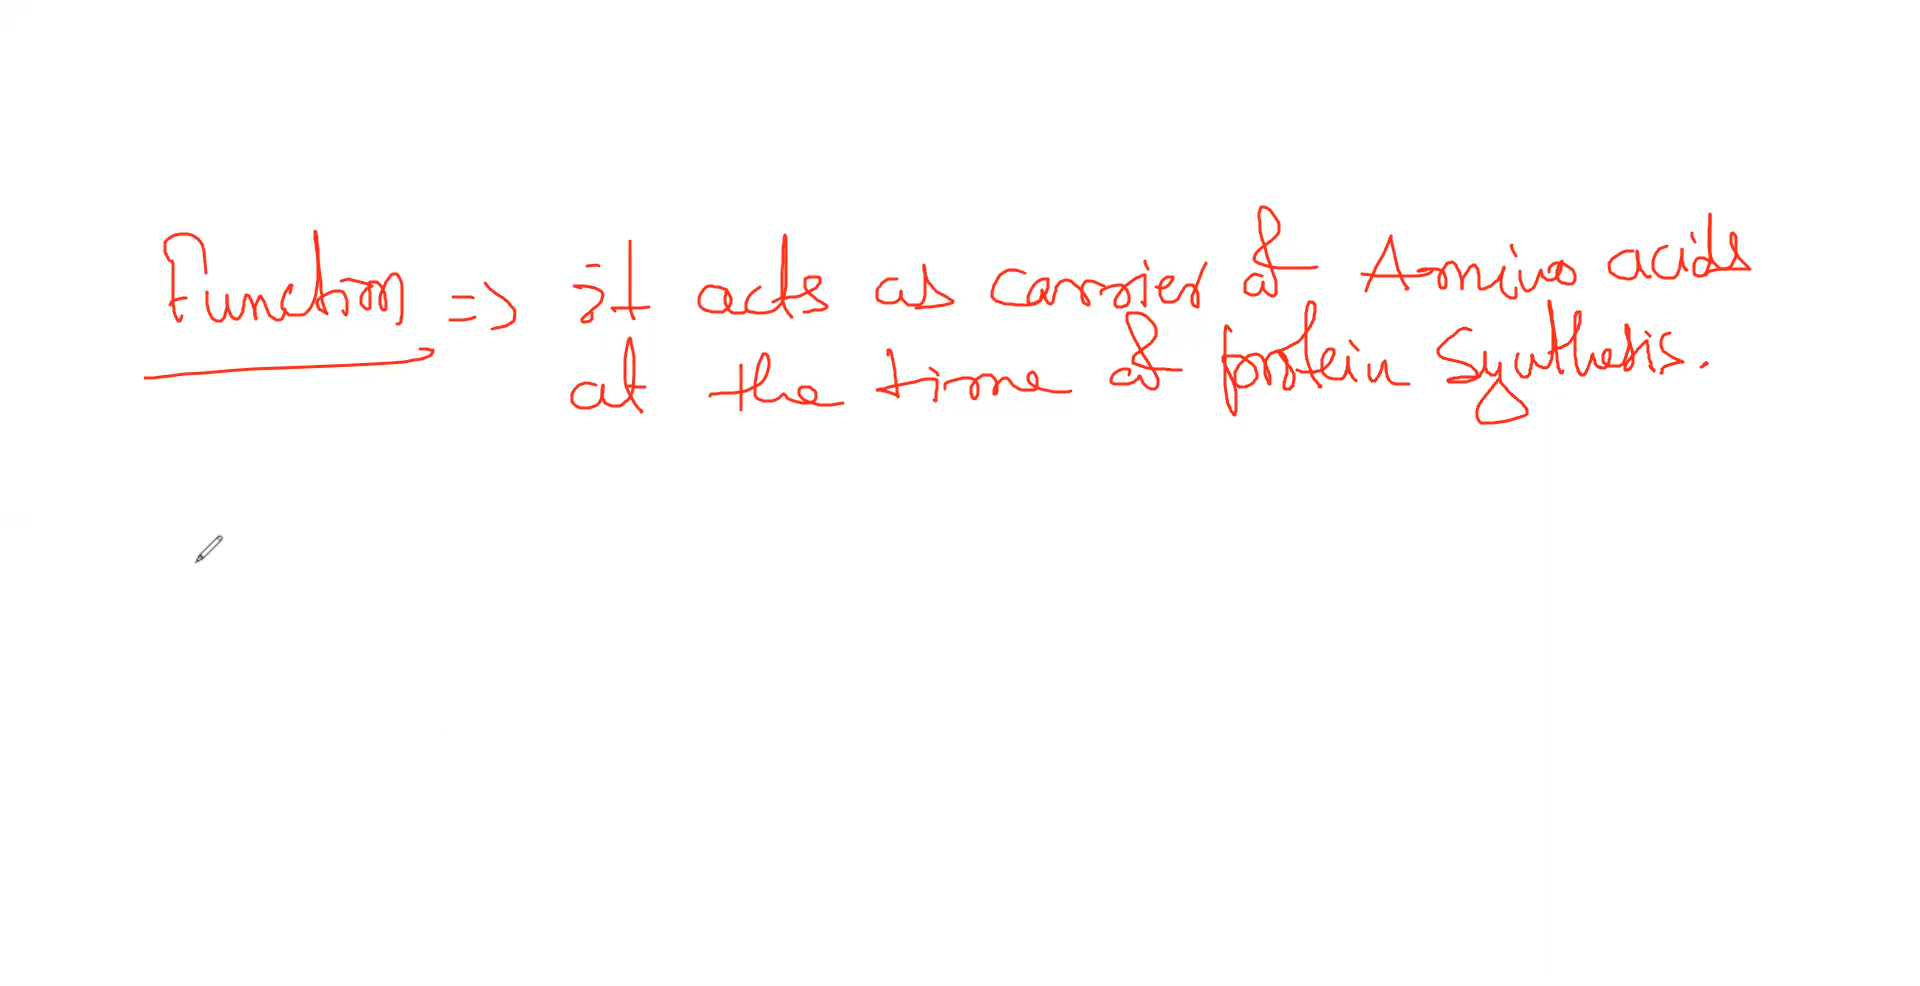 Function => it acts as carrier of Amino acids
at the time of protein synthesis.